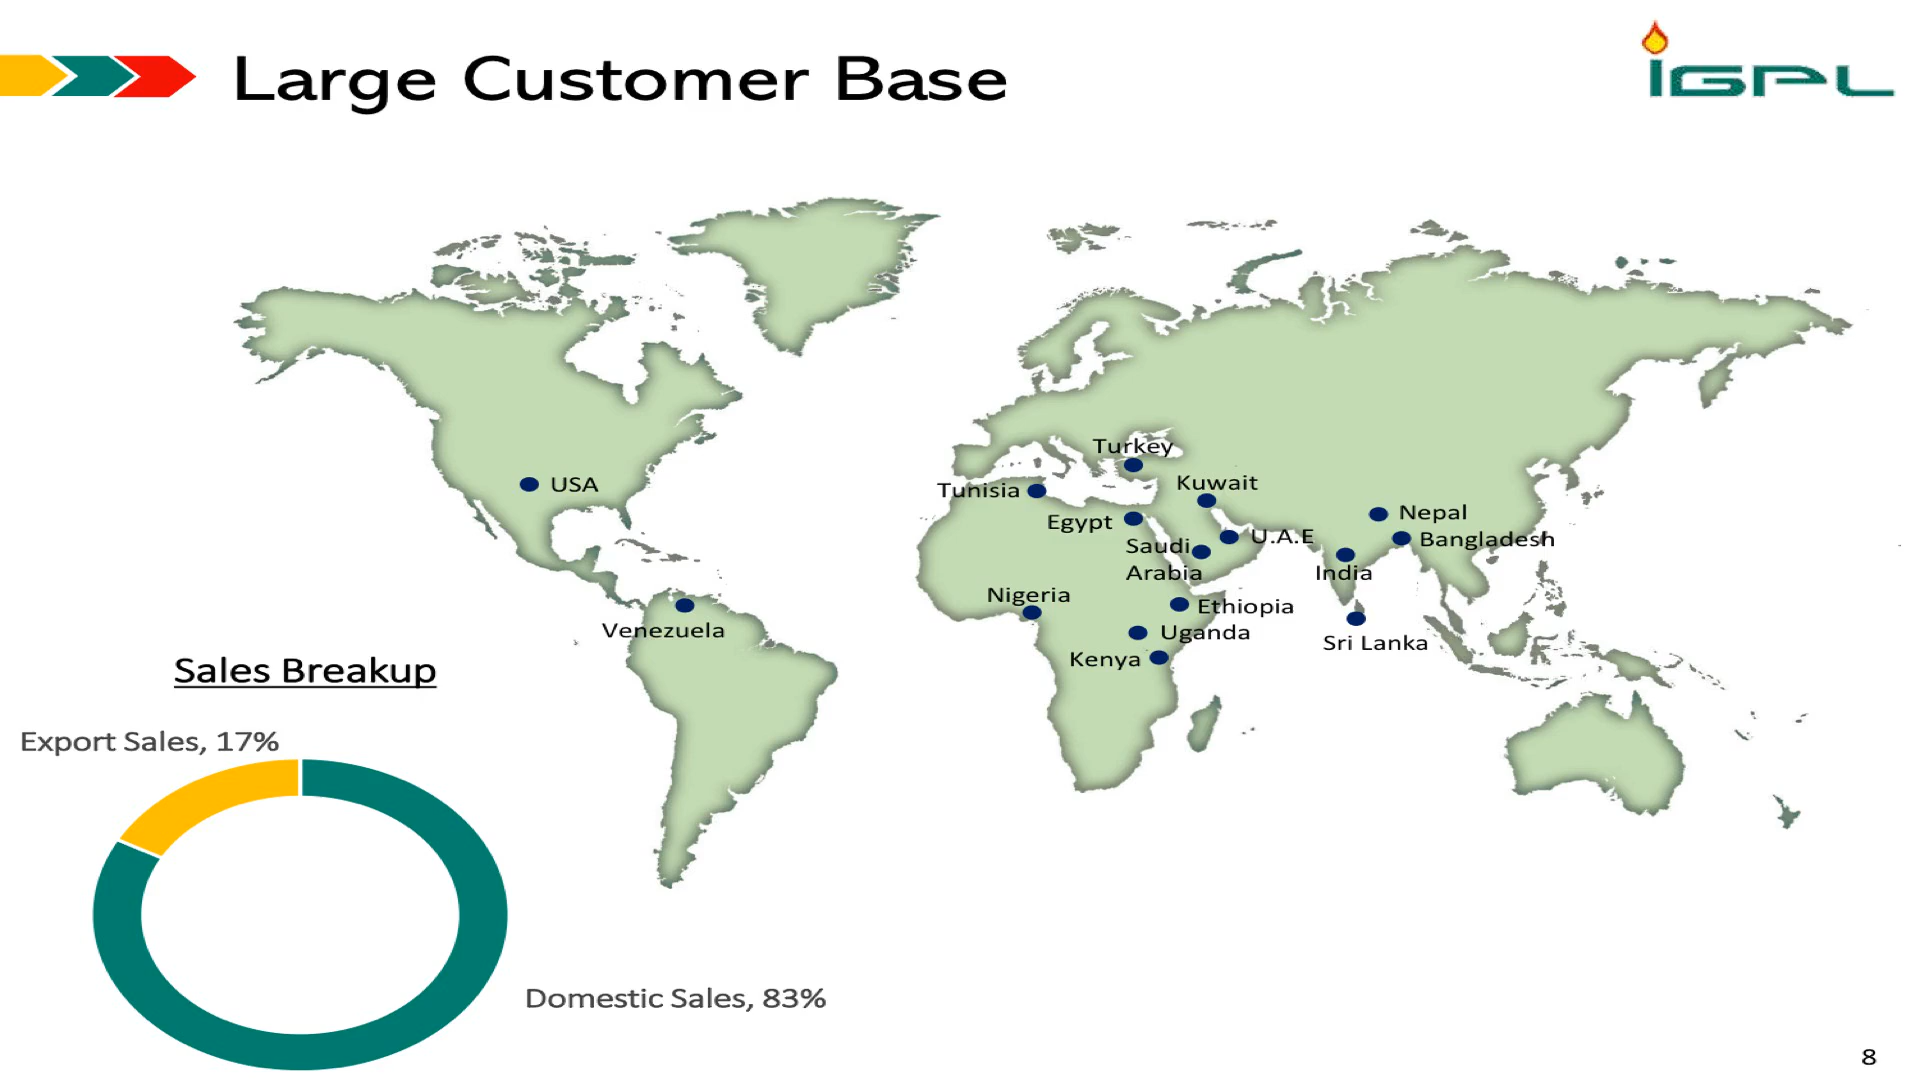 Large Customer Base
IGPL
Turkey
USA
Tunisia
Kuwait
Egypt
Nepal
U.A.E
Bangladesh
Saudi
Arabia
India
Nigeria
Ethiopia
Venezuela
Uganda
Sri Lanka
Kenya
Sales Breakup
Export Sales, 17%
Domestic Sales, 83%
8